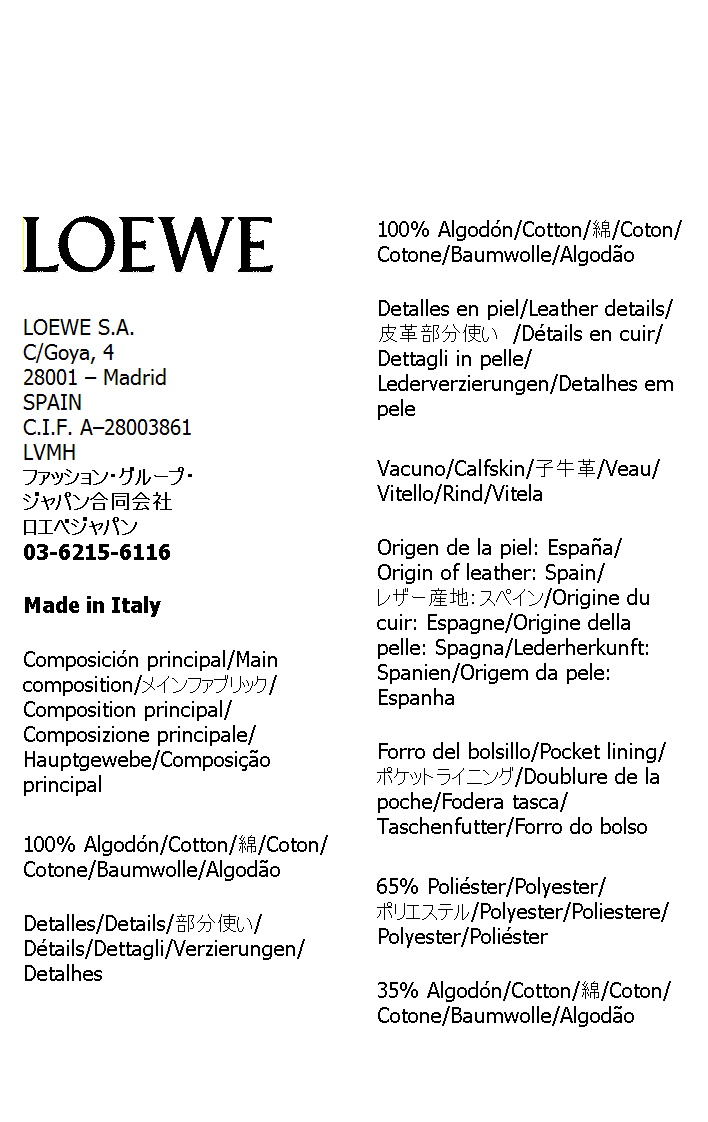 LOEWE
LOEWE S.A.
C/Goya, 4
28001 – Madrid
SPAIN
C.I.F. A–28003861
LVMH
ファッション・グループ・
ジャパン合同会社
ロエベジャパン
03-6215-6116
Made in Italy
Composición principal/Main
composition/メインファブリック/
Composition principal/
Composizione principale/
Hauptgewebe/Composição
principal
100% Algodón/Cotton/綿/Coton/
Cotone/Baumwolle/Algodão
Detalles/Details/部分使い/
Détails/Dettagli/Verzierungen/
Detalhes
100% Algodón/Cotton/綿/Coton/
Cotone/Baumwolle/Algodão
Detalles en piel/Leather details/
皮革部分使い /Détails en cuir/
Dettagli in pelle/
Lederverzierungen/Detalhes em
pele
Vacuno/Calfskin/子牛革/Veau/
Vitello/Rind/Vitela
Origen de la piel: España/
Origin of leather: Spain/
レザー産地：スペイン/Origine du
cuir: Espagne/Origine della
pelle: Spagna/Lederherkunft:
Spanien/Origem da pele:
Espanha
Forro del bolsillo/Pocket lining/
ポケットライニング/Doublure de la
poche/Fodera tasca/
Taschenfutter/Forro do bolso
65% Poliéster/Polyester/
ポリエステル/Polyester/Poliestere/
Polyester/Poliéster
35% Algodón/Cotton/綿/Coton/
Cotone/Baumwolle/Algodão